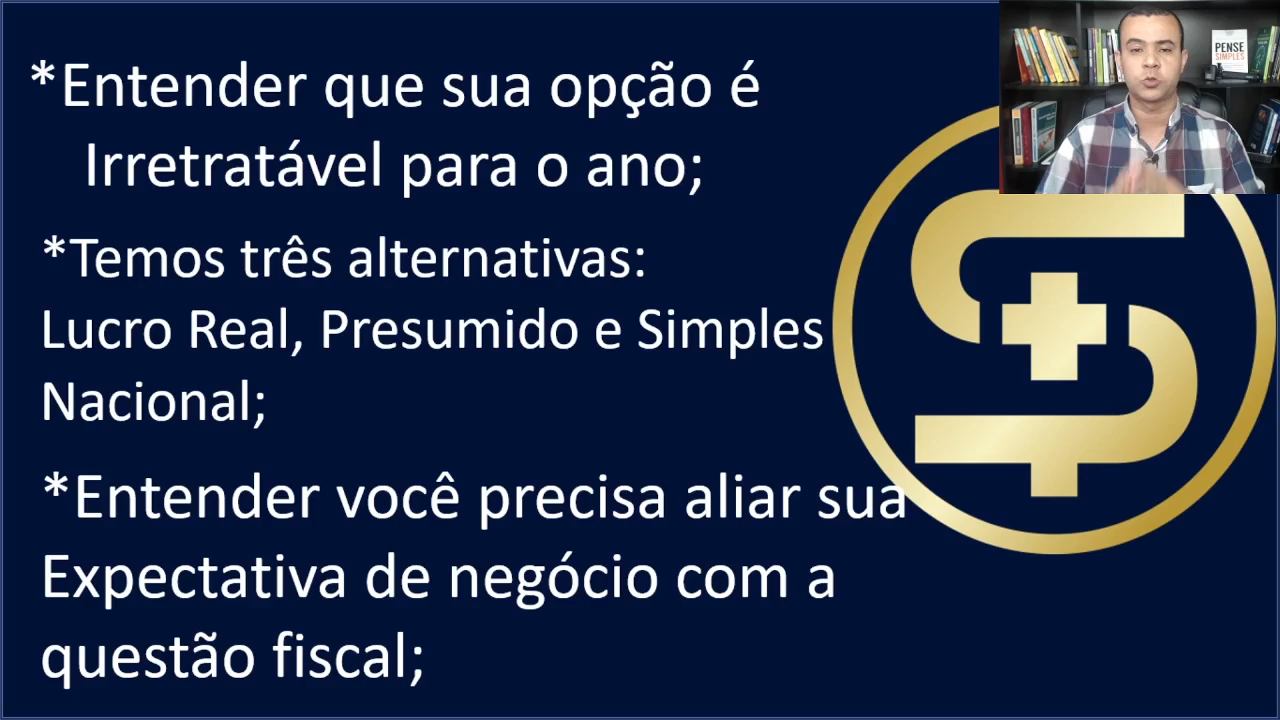 *Entender que sua opção é
Irretratável para o ano;
*Temos três alternativas:
Lucro Real, Presumido e Simples
Nacional;
*Entender você precisa aliar sua
Expectativa de negócio com a
questão fiscal;
PENSE
SIMPLES